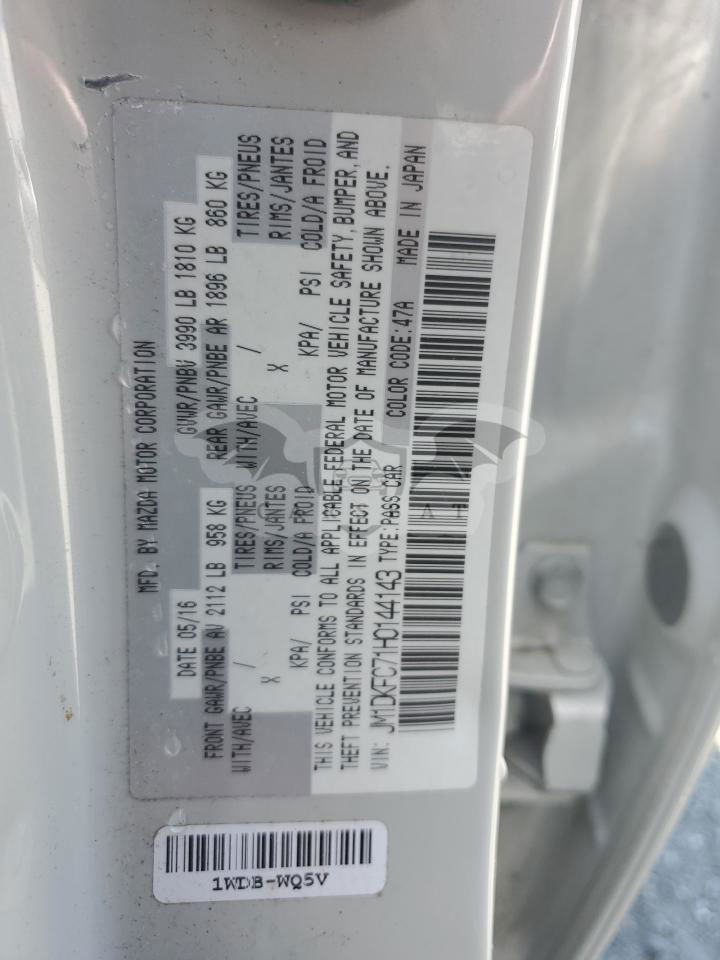 MFD. BY MAZDA MOTOR CORPORATION
DATE 05/16 GVWR/PNBV 3990 LB 1810 KG
FRONT GAWR/PNBE AV 2112 LB 958 KG REAR GAWR/PNBE AR 1896 LB 860 KG
WITH/AVEC TIRES/PNEUS WITH/AVEC TIRES/PNEUS
/ X RIMS/JANTES / X RIMS/JANTES
KPA/ PSI COLD/A FROID KPA/ PSI COLD/A FROID
THIS VEHICLE CONFORMS TO ALL APPLICABLE FEDERAL MOTOR VEHICLE SAFETY, BUMPER, AND
THEFT PREVENTION STANDARDS IN EFFECT ON THE DATE OF MANUFACTURE SHOWN ABOVE.
VIN: JM1DKFC71H0144143 TYPE:PASS CAR COLOR CODE:47A MADE IN JAPAN
1WDB-WQ5V